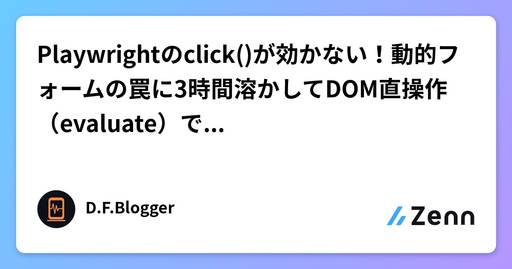 Playwrightのclick()が効かない！動的フ
ォームの罠に3時間溶かしてDOM直操作
（evaluate）で...
D.F.Blogger
Zenn